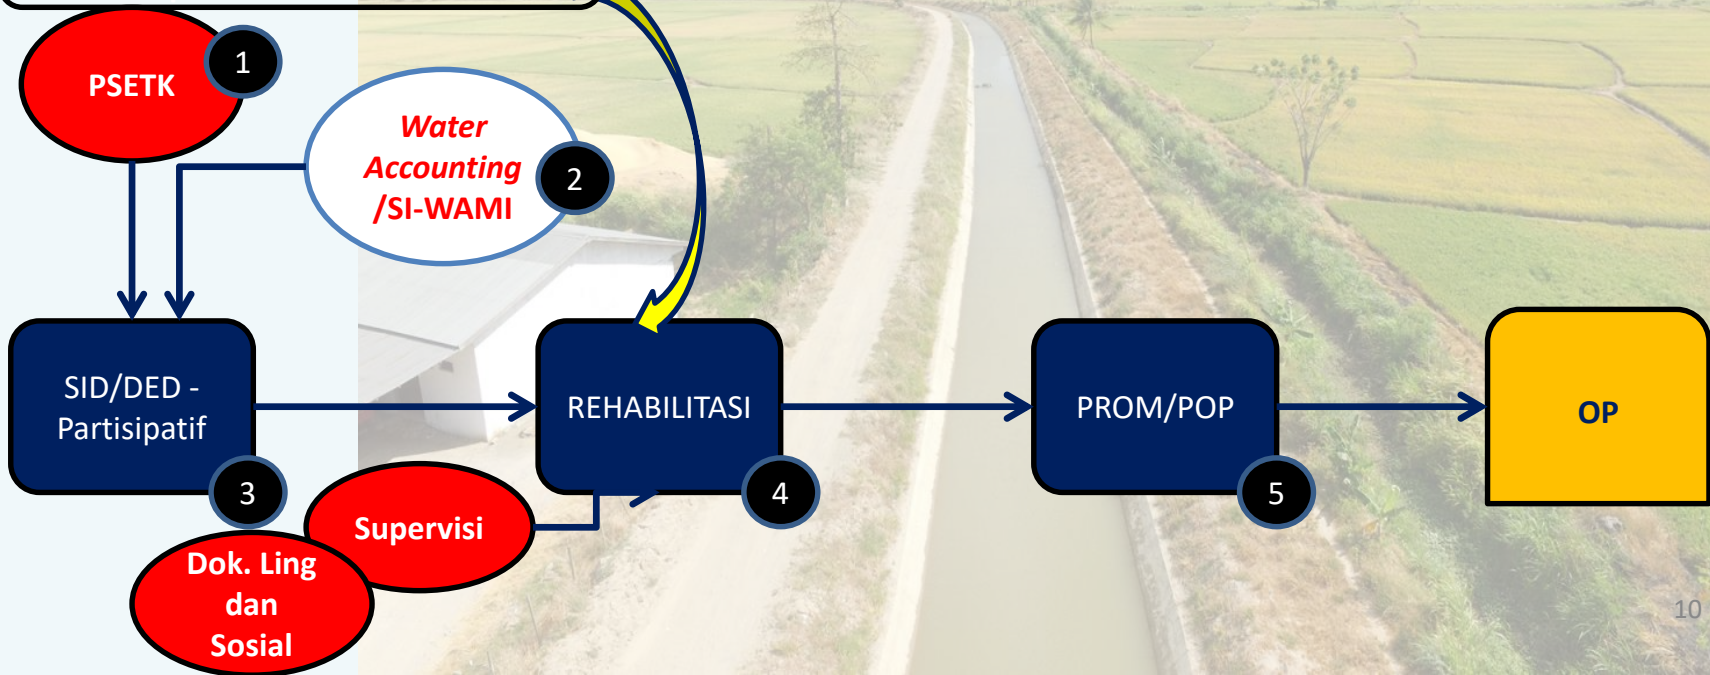 PSETK
1
Water
Accounting
/SI-WAMI
2
SID/DED -
Partisipatif
3
REHABILITASI
4
PROM/POP
5
OP
Supervisi
Dok. Ling
dan
Sosial
10